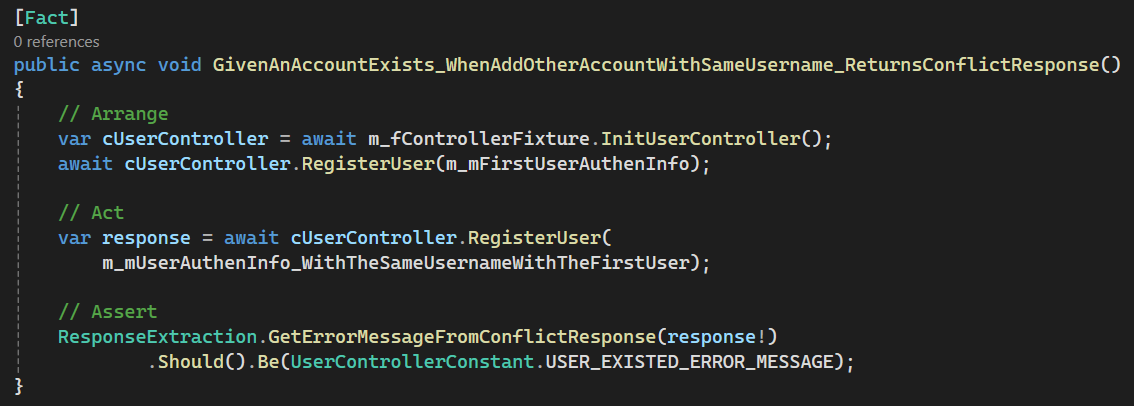 [Fact]
0 references
public async void GivenAnAccountExists_WhenAddOtherAccountWithSameUsername_ReturnsConflictResponse()
{
// Arrange
var cUserController = await m_fControllerFixture.InitUserController();
await cUserController.RegisterUser(m_mFirstUserAuthenInfo);
// Act
var response = await cUserController.RegisterUser(
m_mUserAuthenInfo_WithTheSameUsernameWithTheFirstUser);
// Assert
ResponseExtraction.GetErrorMessageFromConflictResponse(response!)
.Should().Be(UserControllerConstant.USER_EXISTED_ERROR_MESSAGE);
}